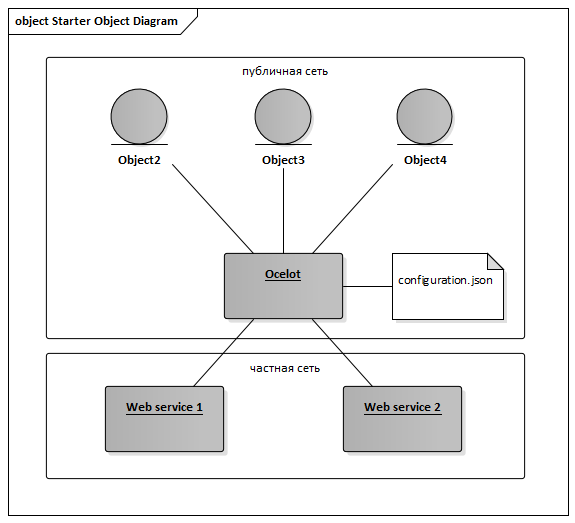 object Starter Object Diagram
публичная сеть
Object2
Object3
Object4
Ocelot
configuration.json
частная сеть
Web service 1
Web service 2